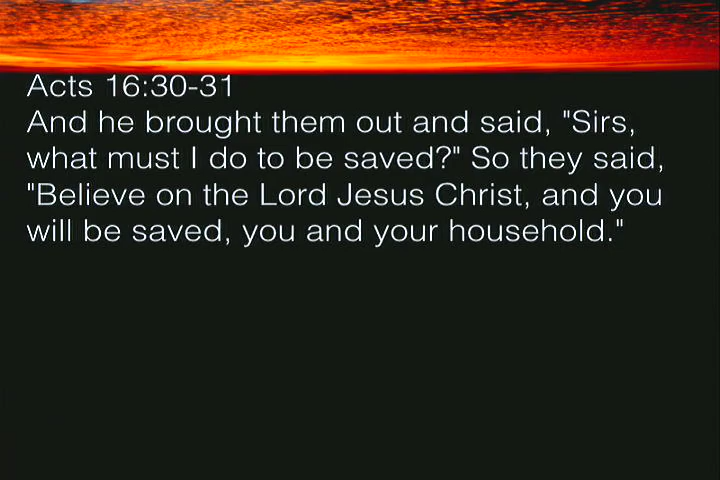 Acts 16:30-31
And he brought them out and said, "Sirs,
what must I do to be saved?" So they said,
"Believe on the Lord Jesus Christ, and you
will be saved, you and your household."